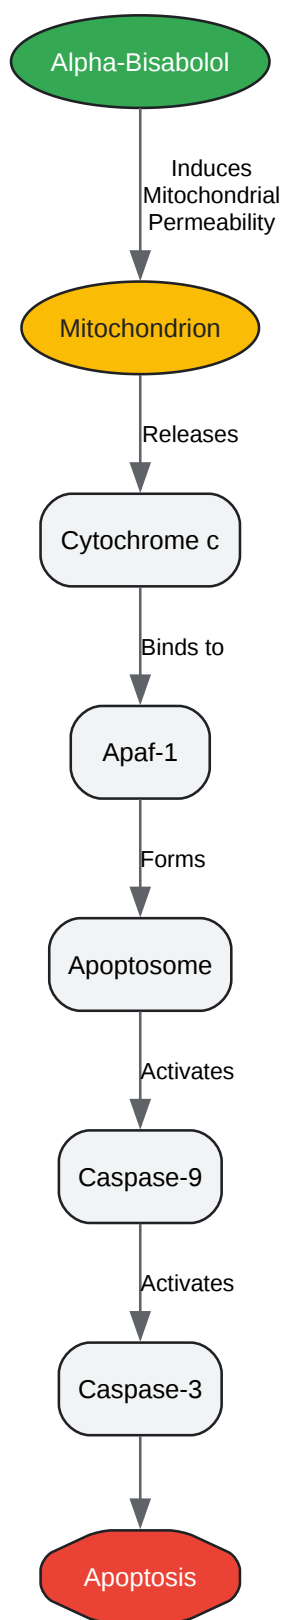 Alpha-Bisabolol
Induces
Mitochondrial
Permeability
Mitochondrion
Releases
Cytochrome c
Binds to
Apaf-1
Forms
Apoptosome
Activates
Caspase-9
Activates
Caspase-3
Apoptosis